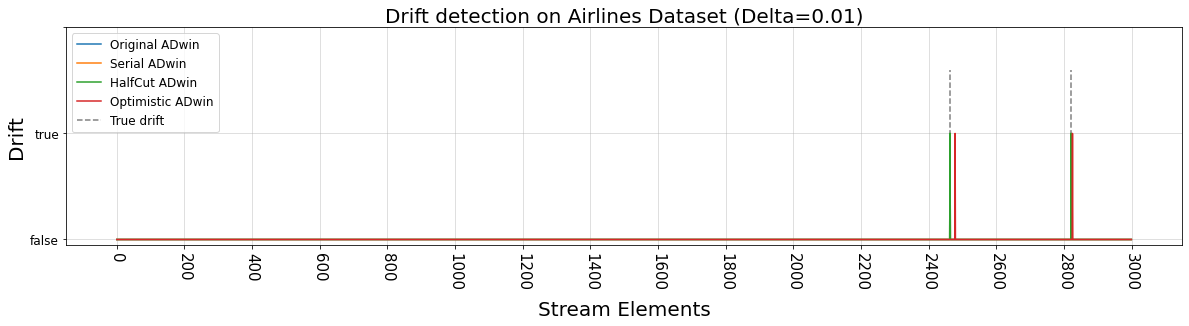 Drift detection on Airlines Dataset (Delta=0.01)
Original ADwin
Serial ADwin
HalfCut ADwin
Optimistic ADwin
True drift
Drift
true
false
0
200
400
600
800
1000
1200
1400
1600
1800
2000
2200
2400
2600
2800
3000
Stream Elements